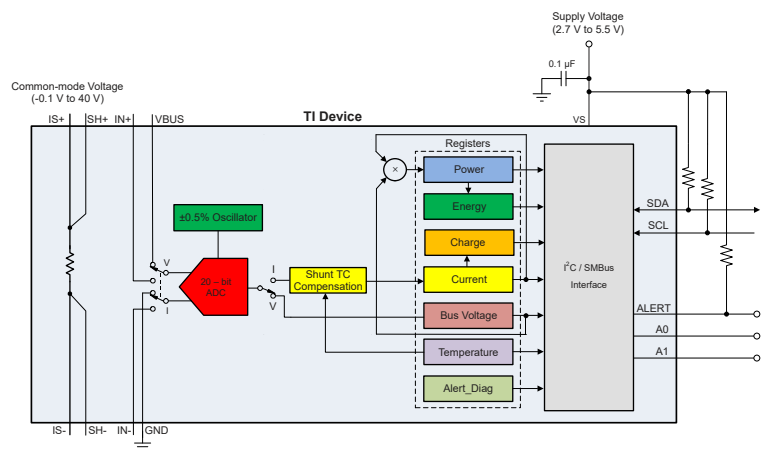 Supply Voltage
(2.7 V to 5.5 V)
0.1 µF
Common-mode Voltage
(-0.1 V to 40 V)
TI Device
IS+
SH+
IN+
VBUS
VS
Registers
×
Power
Energy
Charge
Current
Bus Voltage
Temperature
Alert_Diag
±0.5% Oscillator
V
I
20 – bit
ADC
I
V
Shunt TC
Compensation
I²C / SMBus
Interface
SDA
SCL
ALERT
A0
A1
IS-
SH-
IN-
GND